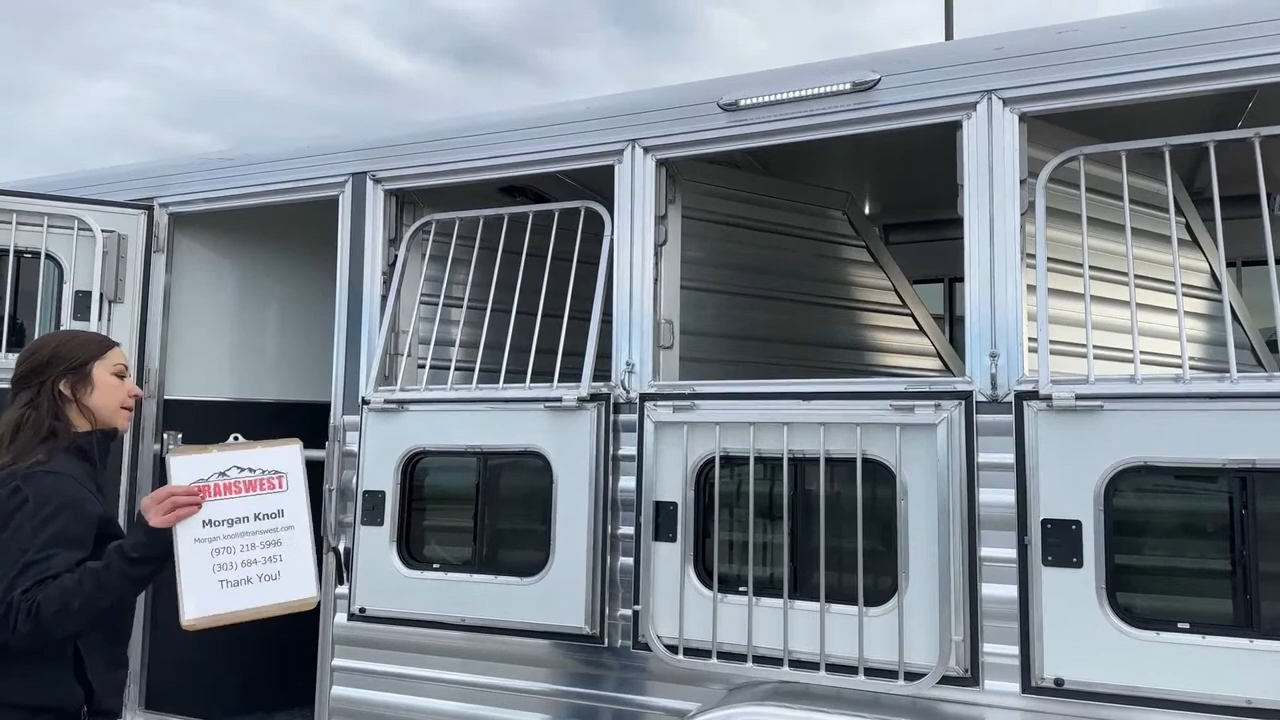 TRANSWEST
Morgan Knoll
Morgan.knoll@transwest.com
(970) 218-5996
(303) 684-3451
Thank You!